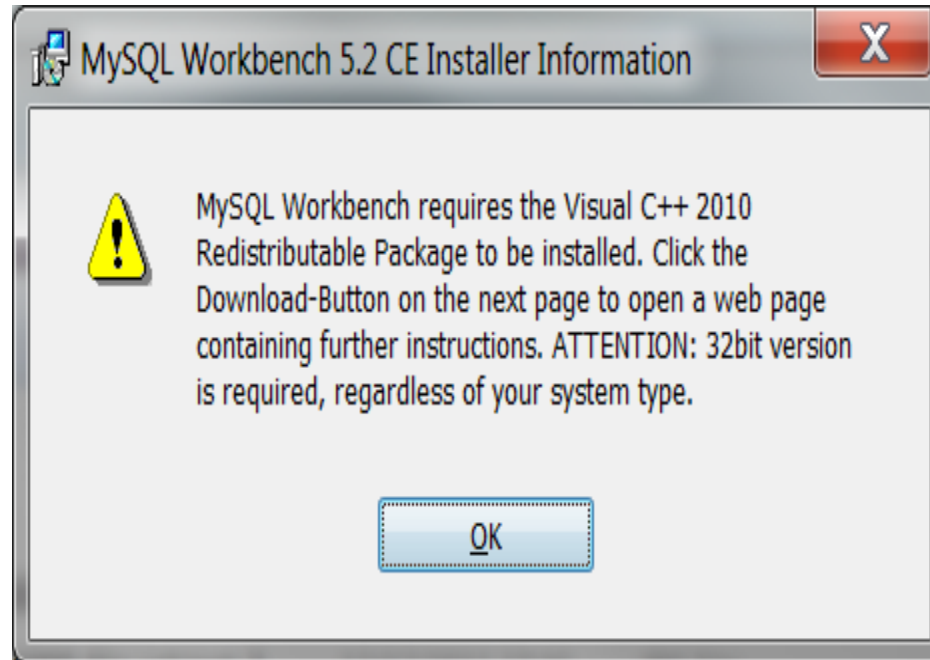 MySQL Workbench 5.2 CE Installer Information
X
MySQL Workbench requires the Visual C++ 2010
Redistributable Package to be installed. Click the
Download-Button on the next page to open a web page
containing further instructions. ATTENTION: 32bit version
is required, regardless of your system type.
OK